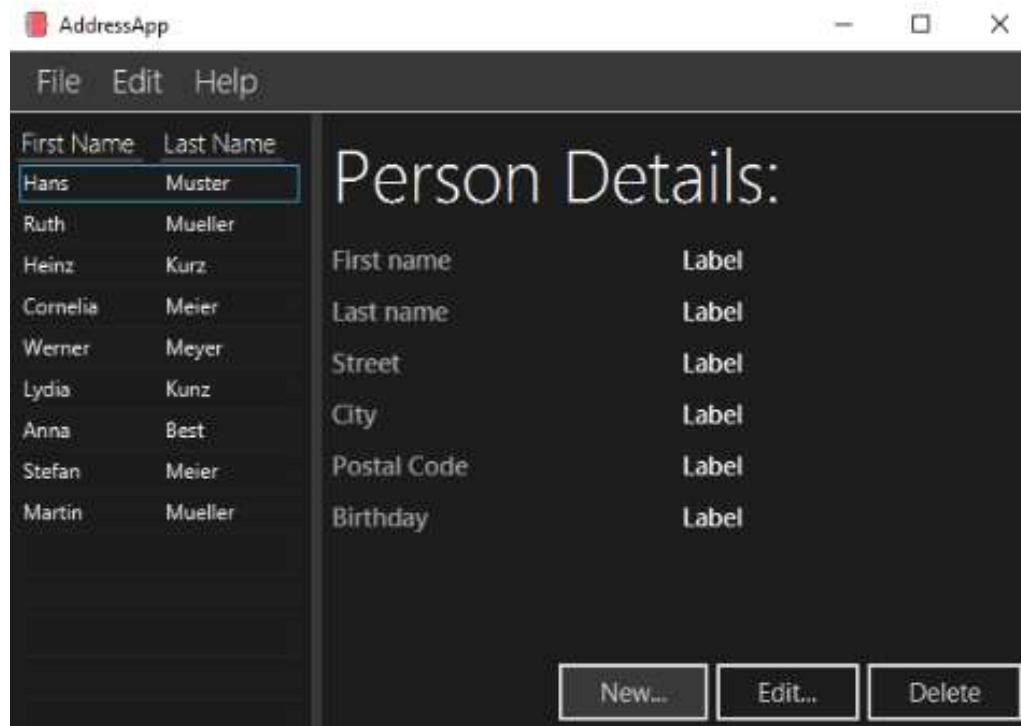 AddressApp
File Edit Help
First Name Last Name
Hans Muster
Ruth Mueller
Heinz Kurz
Cornelia Meier
Werner Meyer
Lydia Kunz
Anna Best
Stefan Meier
Martin Mueller
Person Details:
First name Label
Last name Label
Street Label
City Label
Postal Code Label
Birthday Label
New... Edit... Delete